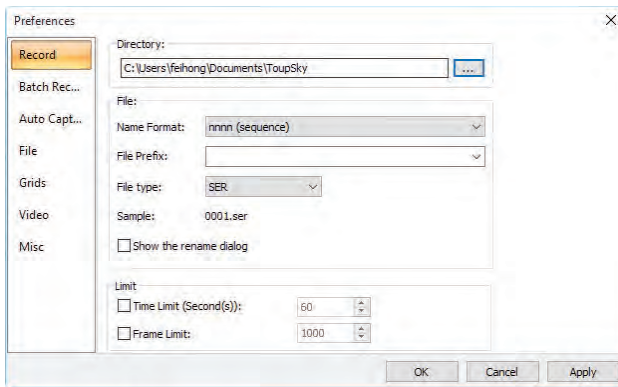 Preferences
Record
Batch Rec...
Auto Capt...
File
Grids
Video
Misc
Directory:
C:\Users\feihong\Documents\ToupSky
...
File:
Name Format: nnnn (sequence)
File Prefix:
File type: SER
Sample: 0001.ser
Show the rename dialog
Limit
Time Limit (Second(s)): 60
Frame Limit: 1000
OK Cancel Apply